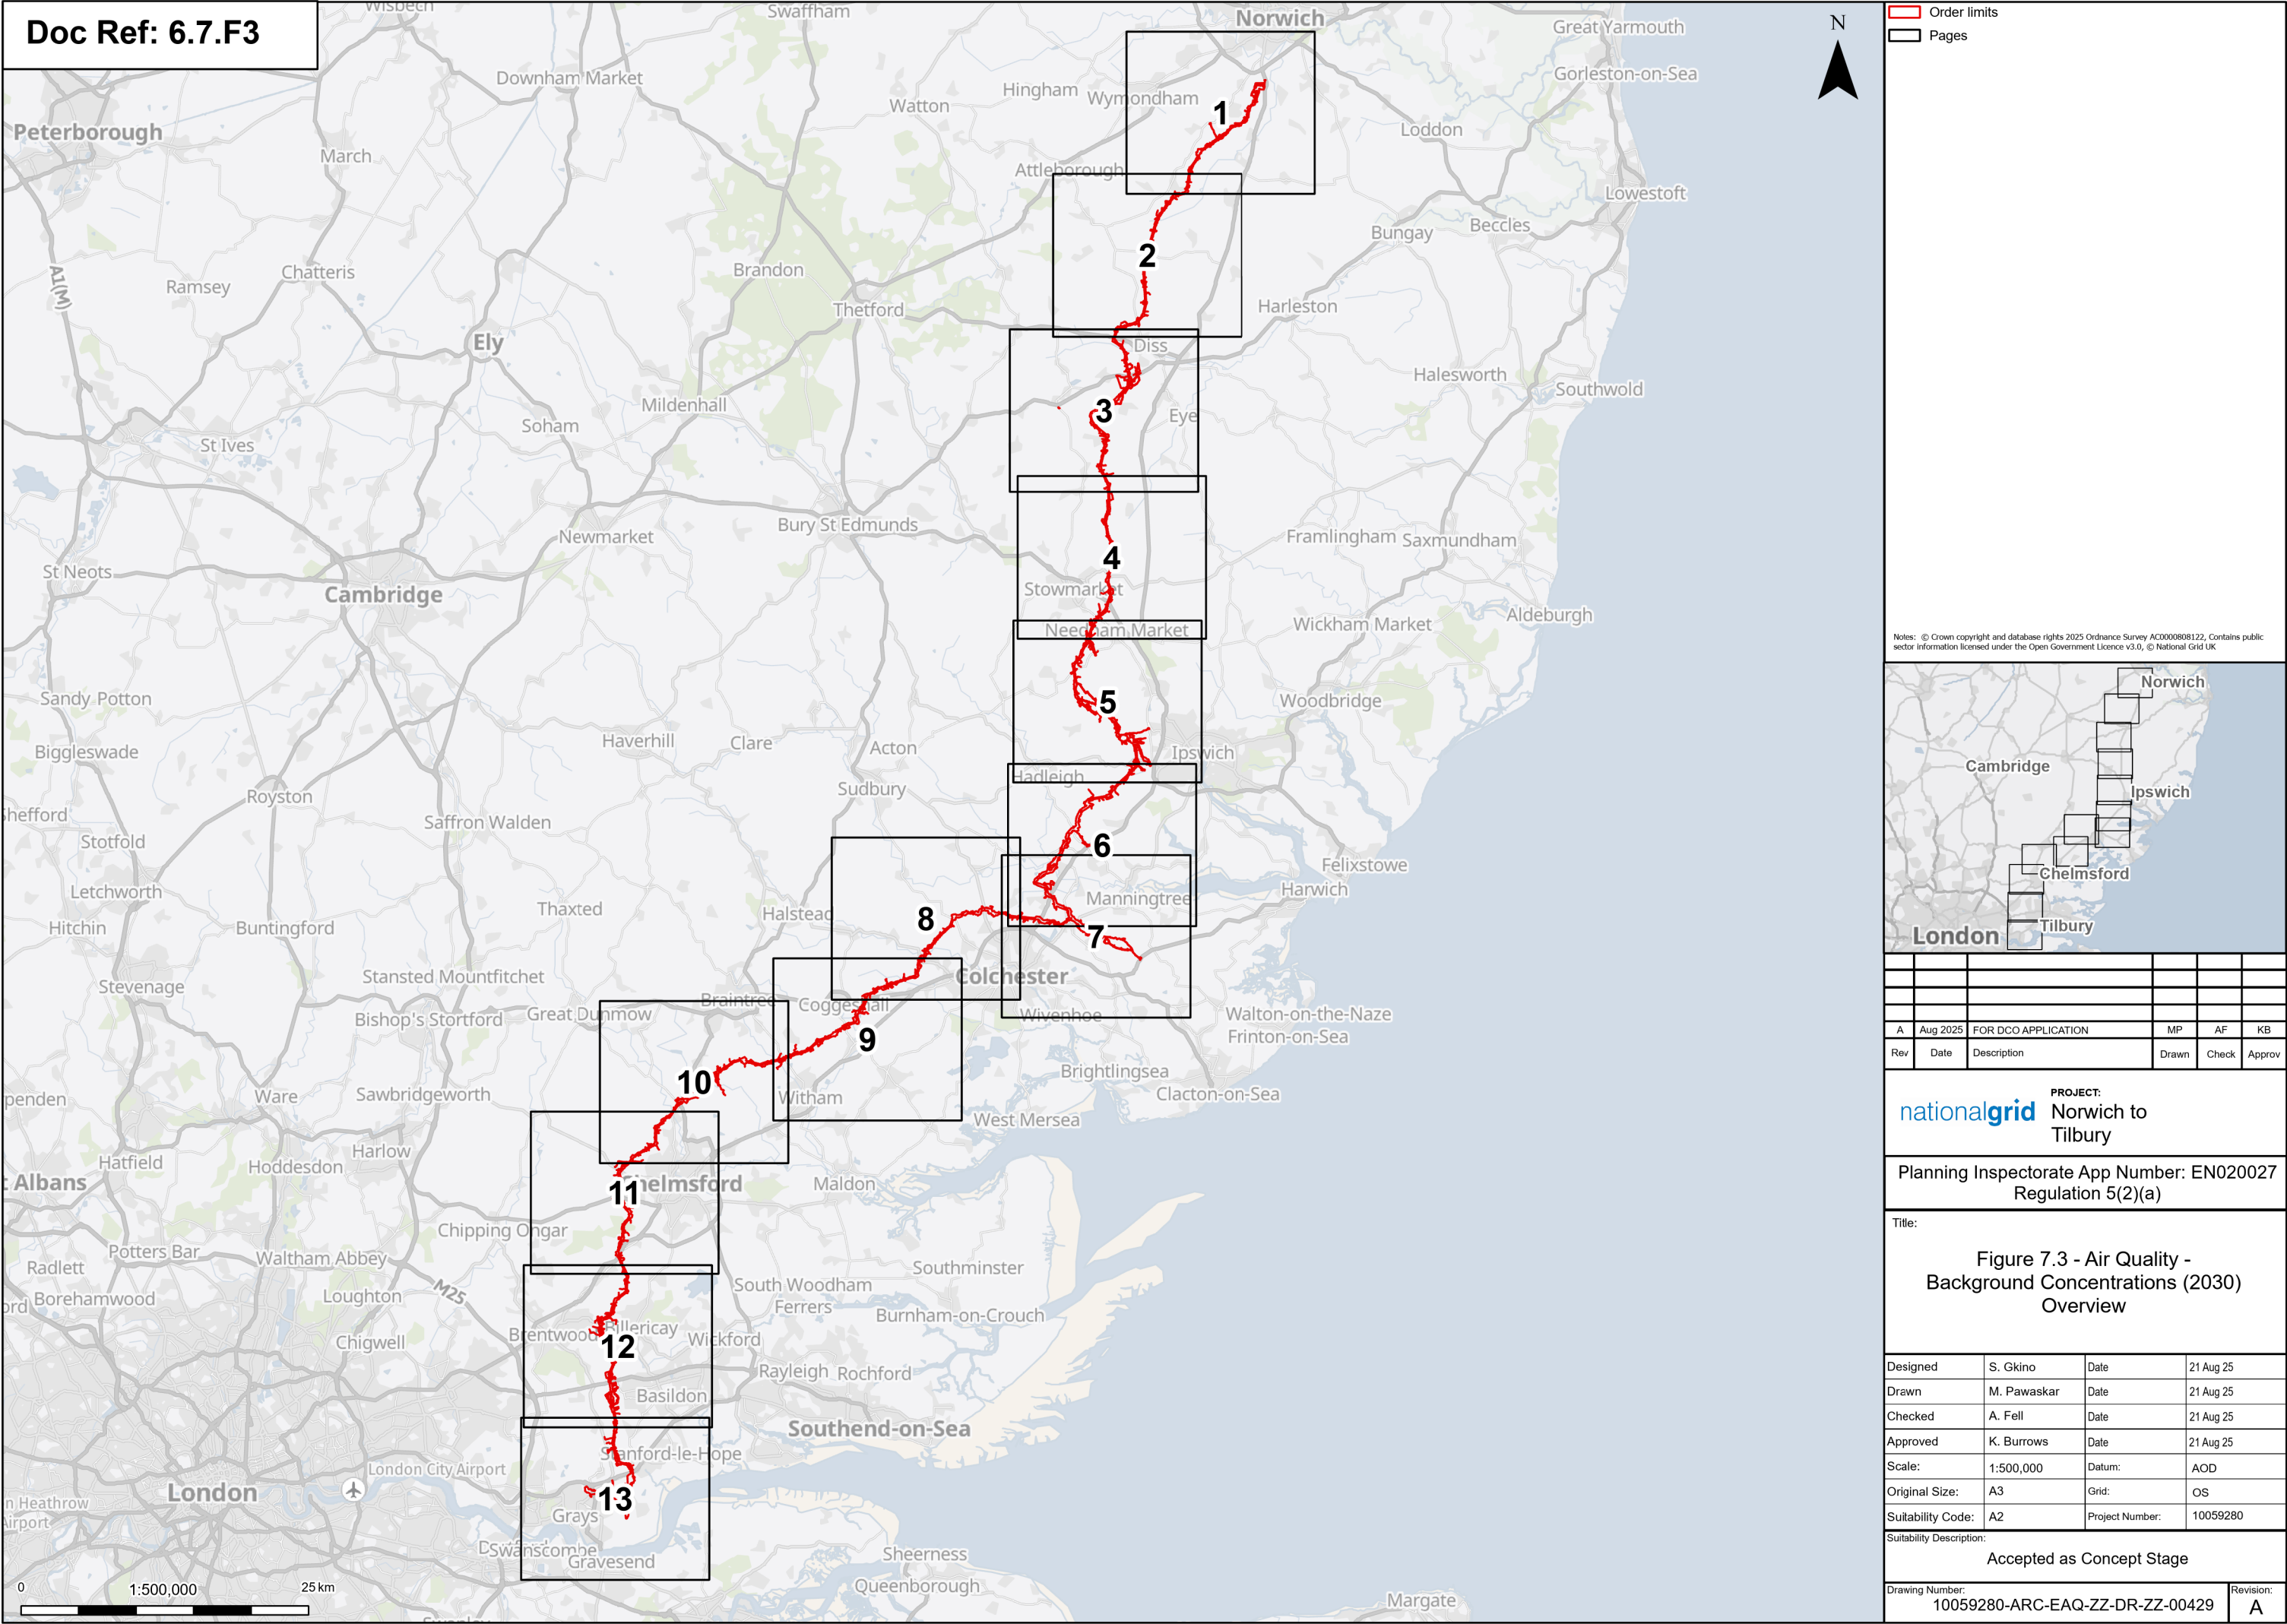 Doc Ref: 6.7.F3
Wisbech
Swaffham
Norwich
Great Yarmouth
N
Downham Market
Hingham
Wymondham
Watton
Gorleston-on-Sea
Peterborough
March
1
Loddon
Attleborough
Lowestoft
Bungay
Beccles
A1(M)
Ramsey
Chatteris
Brandon
2
Thetford
Harleston
Ely
Diss
Halesworth
Southwold
Mildenhall
Soham
3
Eye
St Ives
Bury St Edmunds
Newmarket
Framlingham
Saxmundham
4
St Neots
Cambridge
Stowmarket
Needham Market
Wickham Market
Aldeburgh
Sandy Potton
5
Woodbridge
Biggleswade
Haverhill
Clare
Acton
Ipswich
Hadleigh
Sudbury
Royston
Shefford
Saffron Walden
Stotfold
6
Letchworth
Felixstowe
Harwich
Manningtree
Thaxted
Halstead
Hitchin
Buntingford
8
7
Stansted Mountfitchet
Colchester
Stevenage
Braintree
Coggeshall
Bishop's Stortford
Great Dunmow
Wivenhoe
Walton-on-the-Naze
Frinton-on-Sea
9
10
Brightlingsea
penden
Ware
Sawbridgeworth
Witham
Clacton-on-Sea
West Mersea
Harlow
Hatfield
Hoddesdon
t Albans
11
helmsford
Maldon
Chipping Ongar
Potters Bar
Waltham Abbey
Radlett
Southminster
M25
South Woodham
Ferrers
ord
Borehamwood
Loughton
Burnham-on-Crouch
Chigwell
Brentwood
Billericay
Wickford
12
Rayleigh
Rochford
Basildon
Southend-on-Sea
Stanford-le-Hope
London City Airport
London
n Heathrow
Airport
13
Grays
Swanscombe
Gravesend
Sheerness
Queenborough
Margate
Swanley
0
1:500,000
25 km
Order limits
Pages
Notes: © Crown copyright and database rights 2025 Ordnance Survey AC0000808122, Contains public
sector information licensed under the Open Government Licence v3.0, © National Grid UK
Norwich
Cambridge
Ipswich
Chelmsford
Tilbury
London
A Aug 2025 FOR DCO APPLICATION MP AF KB
Rev Date Description Drawn Check Approv
nationalgrid
PROJECT:
Norwich to
Tilbury
Planning Inspectorate App Number: EN020027
Regulation 5(2)(a)
Title:
Figure 7.3 - Air Quality -
Background Concentrations (2030)
Overview
Designed S. Gkino Date 21 Aug 25
Drawn M. Pawaskar Date 21 Aug 25
Checked A. Fell Date 21 Aug 25
Approved K. Burrows Date 21 Aug 25
Scale: 1:500,000 Datum: AOD
Original Size: A3 Grid: OS
Suitability Code: A2 Project Number: 10059280
Suitability Description:
Accepted as Concept Stage
Drawing Number:
10059280-ARC-EAQ-ZZ-DR-ZZ-00429
Revision:
A